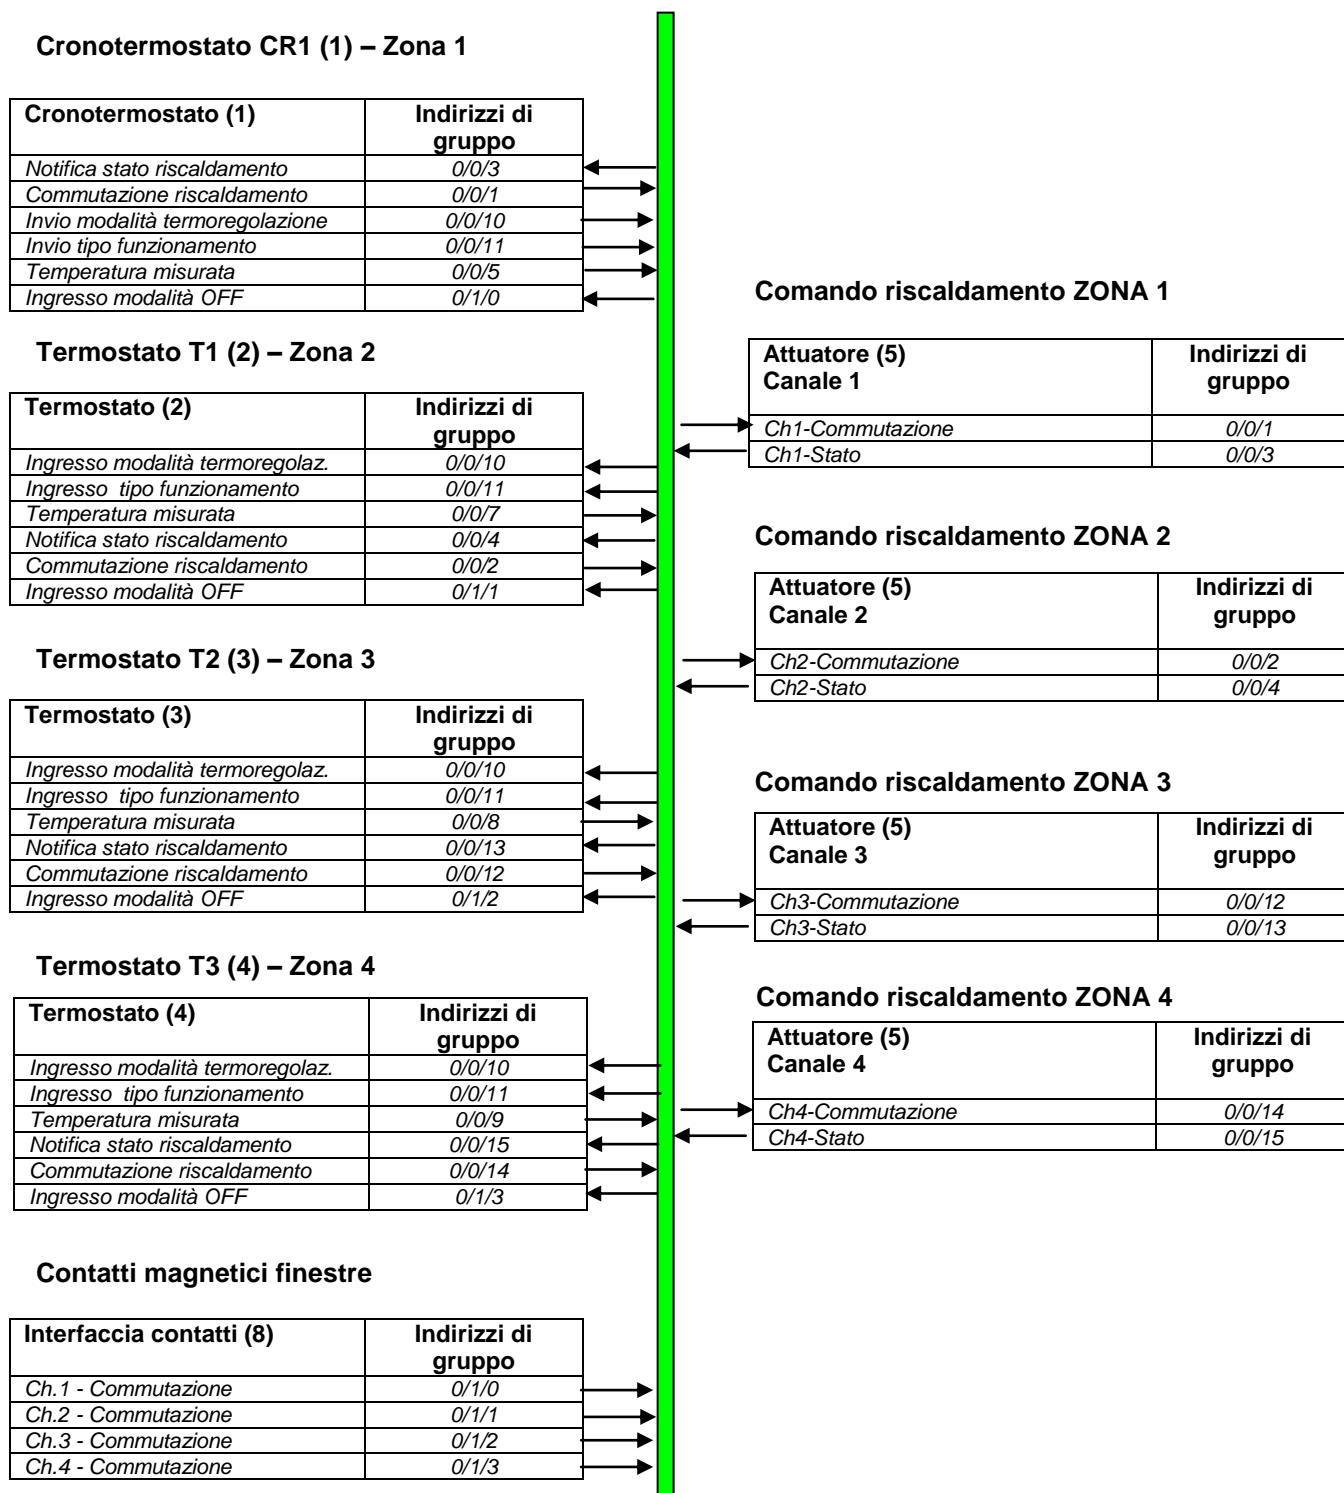 Cronotermostato CR1 (1) – Zona 1
Cronotermostato (1) Indirizzi di
gruppo
Notifica stato riscaldamento 0/0/3
Commutazione riscaldamento 0/0/1
Invio modalità termoregolazione 0/0/10
Invio tipo funzionamento 0/0/11
Temperatura misurata 0/0/5
Ingresso modalità OFF 0/1/0
Termostato T1 (2) – Zona 2
Termostato (2) Indirizzi di
gruppo
Ingresso modalità termoregolaz. 0/0/10
Ingresso tipo funzionamento 0/0/11
Temperatura misurata 0/0/7
Notifica stato riscaldamento 0/0/4
Commutazione riscaldamento 0/0/2
Ingresso modalità OFF 0/1/1
Termostato T2 (3) – Zona 3
Termostato (3) Indirizzi di
gruppo
Ingresso modalità termoregolaz. 0/0/10
Ingresso tipo funzionamento 0/0/11
Temperatura misurata 0/0/8
Notifica stato riscaldamento 0/0/13
Commutazione riscaldamento 0/0/12
Ingresso modalità OFF 0/1/2
Termostato T3 (4) – Zona 4
Termostato (4) Indirizzi di
gruppo
Ingresso modalità termoregolaz. 0/0/10
Ingresso tipo funzionamento 0/0/11
Temperatura misurata 0/0/9
Notifica stato riscaldamento 0/0/15
Commutazione riscaldamento 0/0/14
Ingresso modalità OFF 0/1/3
Contatti magnetici finestre
Interfaccia contatti (8) Indirizzi di
gruppo
Ch.1 - Commutazione 0/1/0
Ch.2 - Commutazione 0/1/1
Ch.3 - Commutazione 0/1/2
Ch.4 - Commutazione 0/1/3
Comando riscaldamento ZONA 1
Attuatore (5) Indirizzi di
Canale 1 gruppo
Ch1-Commutazione 0/0/1
Ch1-Stato 0/0/3
Comando riscaldamento ZONA 2
Attuatore (5) Indirizzi di
Canale 2 gruppo
Ch2-Commutazione 0/0/2
Ch2-Stato 0/0/4
Comando riscaldamento ZONA 3
Attuatore (5) Indirizzi di
Canale 3 gruppo
Ch3-Commutazione 0/0/12
Ch3-Stato 0/0/13
Comando riscaldamento ZONA 4
Attuatore (5) Indirizzi di
Canale 4 gruppo
Ch4-Commutazione 0/0/14
Ch4-Stato 0/0/15